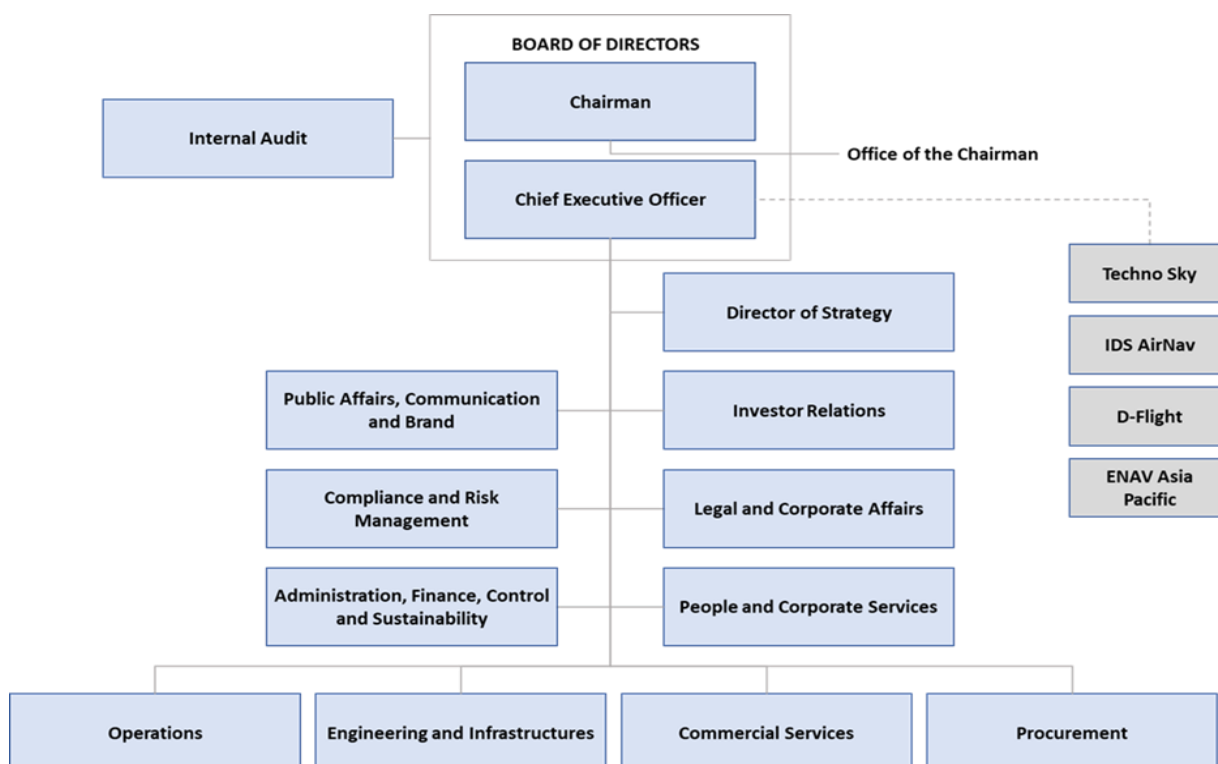 BOARD OF DIRECTORS
Chairman
Internal Audit
Office of the Chairman
Chief Executive Officer
Techno Sky
Director of Strategy
IDS AirNav
Public Affairs, Communication
and Brand
Investor Relations
D-Flight
ENAV Asia
Pacific
Compliance and Risk
Management
Legal and Corporate Affairs
Administration, Finance, Control
and Sustainability
People and Corporate Services
Operations
Engineering and Infrastructures
Commercial Services
Procurement